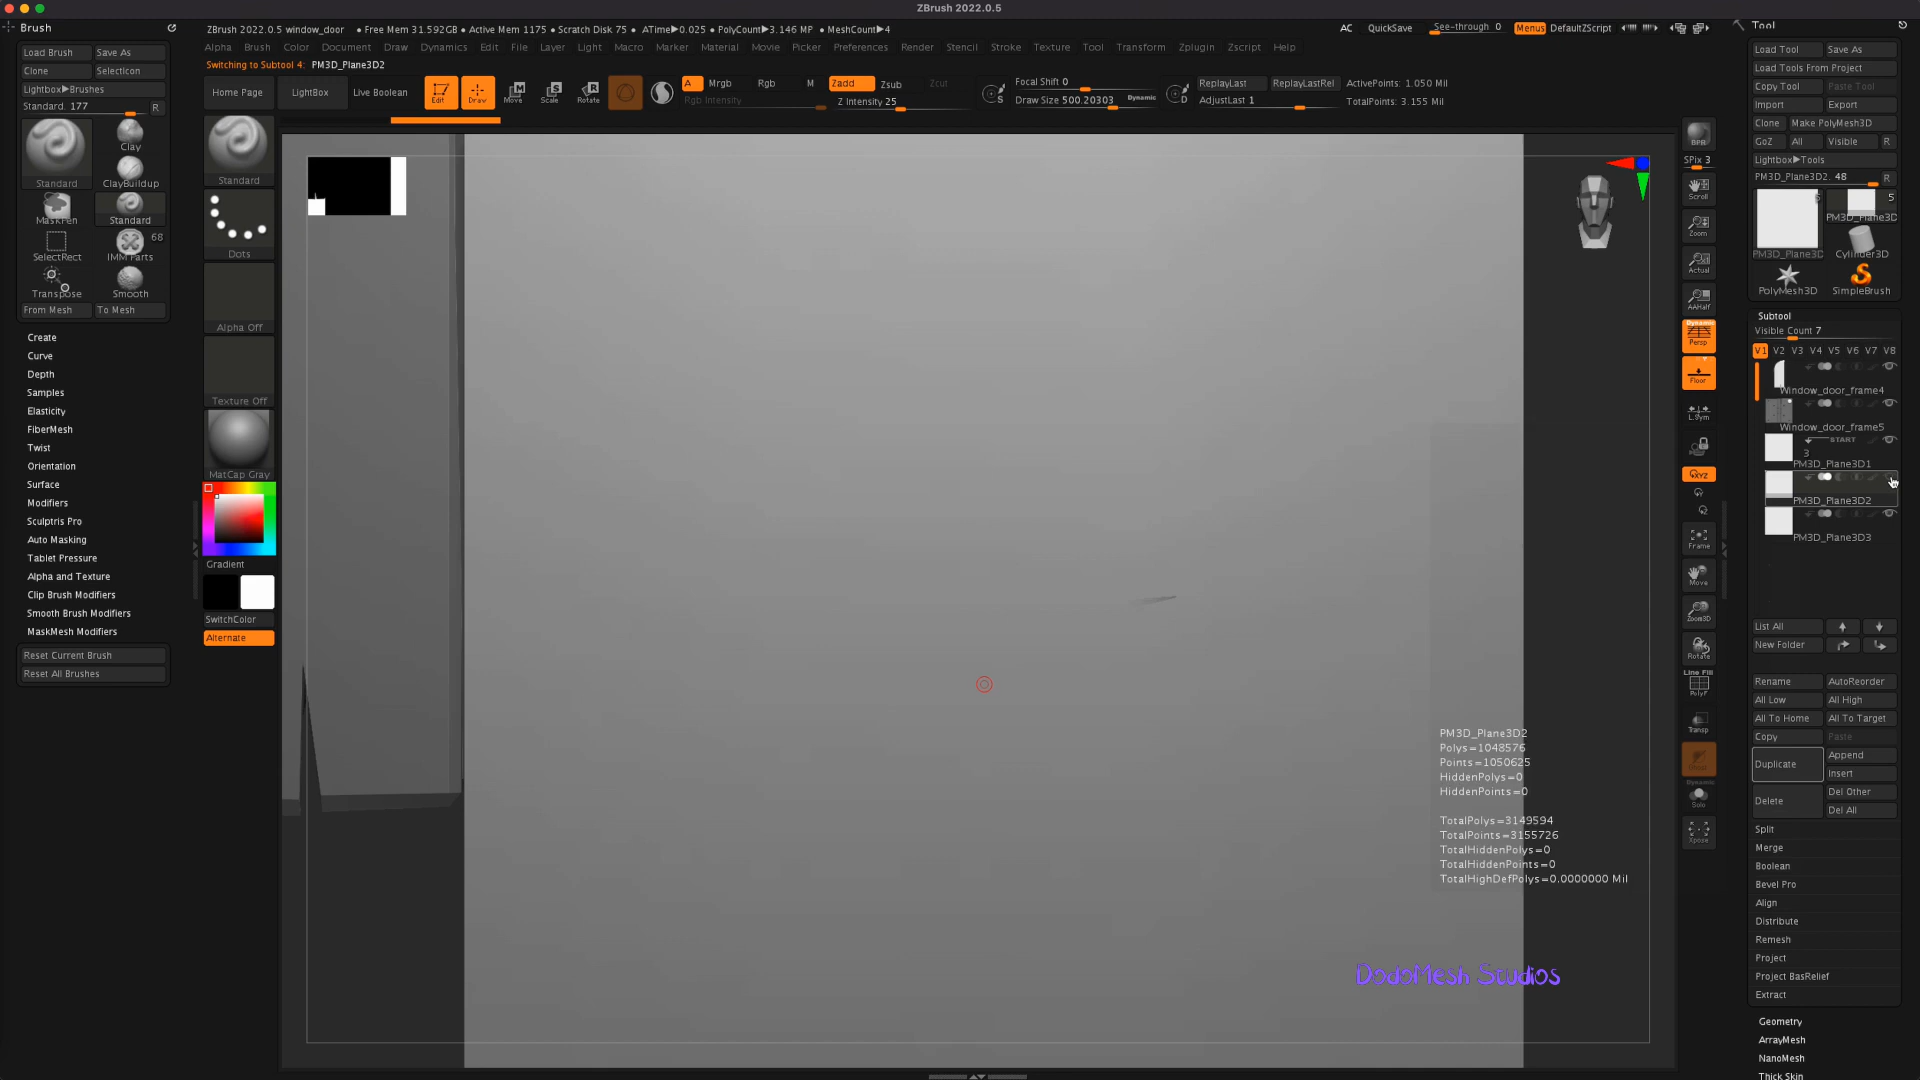 ZBrush 2022.0.5
Brush
Tool
ZBrush 2022.0.5 window_door • Free Mem 31.592GB • Active Mem 1175 • Scratch Disk 75 • ATime►0.025 • PolyCount►3.146 MP • MeshCount►4
AC QuickSave See-through 0 Menus DefaultZScript
Alpha Brush Color Document Draw Dynamics Edit File Layer Light Macro Marker Material Movie Picker Preferences Render Stencil Stroke Texture Tool Transform Zplugin Zscript Help
Switching to Subtool 4: PM3D_Plane3D2
Load Brush Save As
Clone SelectIcon
Lightbox►Brushes
Standard. 177 R
Standard
Clay
ClayBuildup
MaskPen
Standard
SelectRect
68
IMM Parts
Transpose
Smooth
From Mesh To Mesh
Create
Curve
Depth
Samples
Elasticity
FiberMesh
Twist
Orientation
Surface
Modifiers
Sculptris Pro
Auto Masking
Tablet Pressure
Alpha and Texture
Clip Brush Modifiers
Smooth Brush Modifiers
MaskMesh Modifiers
Reset Current Brush
Reset All Brushes
Home Page LightBox Live Boolean
Edit Draw Move Scale Rotate
A Mrgb Rgb M
Rgb Intensity
Zadd Zsub Zcut
Z Intensity 25
Focal Shift 0
Draw Size 500.20303 Dynamic
ReplayLast ReplayLastRel
AdjustLast 1
ActivePoints: 1.050 Mil
TotalPoints: 3.155 Mil
Standard
Dots
Alpha Off
Texture Off
MatCap Gray
Gradient
SwitchColor
Alternate
PM3D_Plane3D2
Polys=1048576
Points=1050625
HiddenPolys=0
HiddenPoints=0
TotalPolys=3149594
TotalPoints=3155726
TotalHiddenPolys=0
TotalHiddenPoints=0
TotalHighDefPolys=0.0000000 Mil
DodoMesh Studios
BPR
SPix 3
Scroll
Zoom
Actual
AAHalf
Dynamic
Persp
Floor
L.Sym
XYZ
Frame
Move
Zoom3D
Rotate
Line Fill
PolyF
Transp
Dynamic
Solo
Xpose
Load Tool Save As
Load Tools From Project
Copy Tool Paste Tool
Import Export
Clone Make PolyMesh3D
GoZ All Visible R
Lightbox►Tools
PM3D_Plane3D2. 48 R
5
PM3D_Plane3D
5
PM3D_Plane3D
Cylinder3D
PolyMesh3D
SimpleBrush
Subtool
Visible Count 7
V1 V2 V3 V4 V5 V6 V7 V8
Window_door_frame4
Window_door_frame5
START
3
PM3D_Plane3D1
PM3D_Plane3D2
PM3D_Plane3D3
List All
New Folder
Rename AutoReorder
All Low All High
All To Home All To Target
Copy Paste
Duplicate Append
Insert
Delete Del Other
Del All
Split
Merge
Boolean
Bevel Pro
Align
Distribute
Remesh
Project
Project BasRelief
Extract
Geometry
ArrayMesh
NanoMesh
Thick Skin